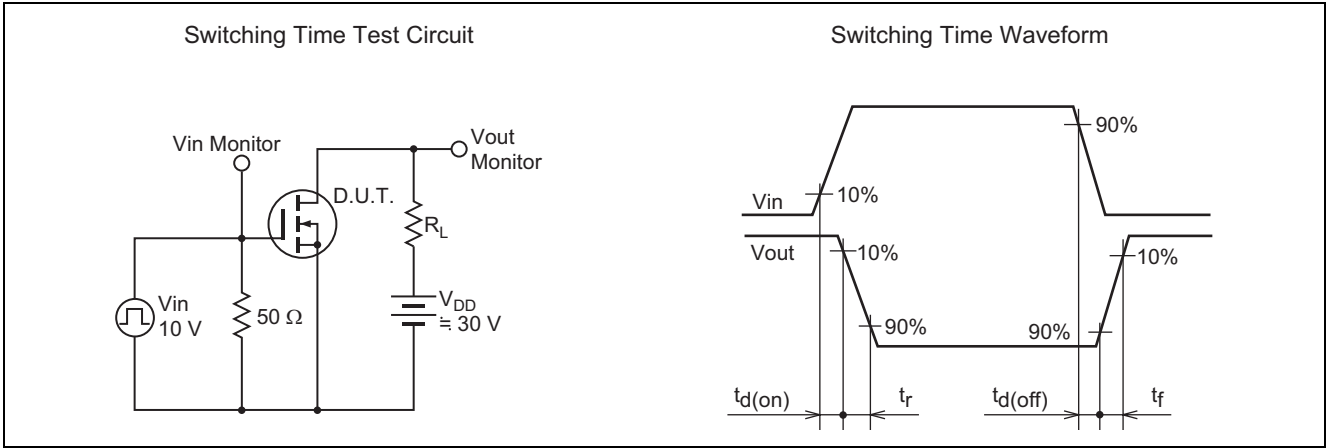 Switching Time Test Circuit
Vin Monitor
Vout
Monitor
D.U.T.
RL
Vin
10 V
50 Ω
VDD
≒ 30 V
Switching Time Waveform
Vin
Vout
10%
90%
10%
90%
90%
10%
td(on)
tr
td(off)
tf